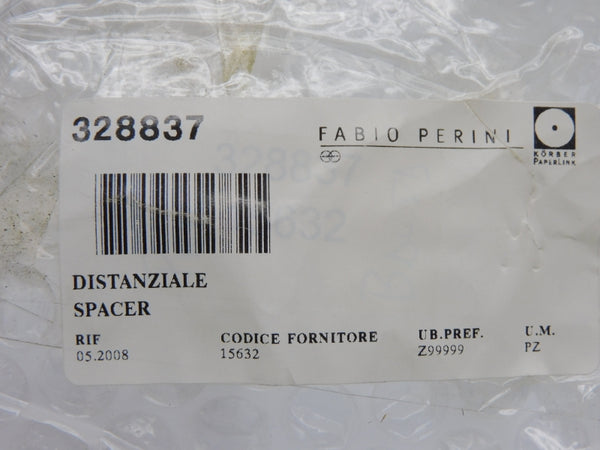 328837
FABIO PERINI
KÖRBER
PAPERLINK
DISTANZIALE
SPACER
RIF CODICE FORNITORE UB.PREF. U.M.
05.2008 15632 Z99999 PZ